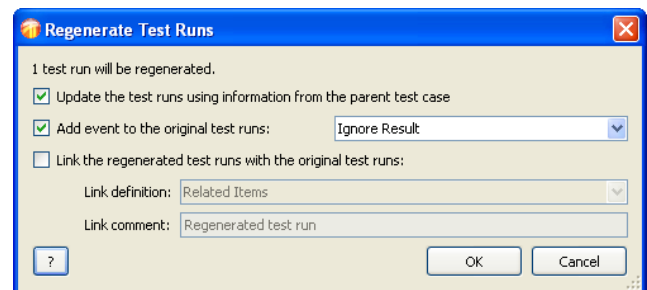 Regenerate Test Runs
1 test run will be regenerated.
Update the test runs using information from the parent test case
Add event to the original test runs: Ignore Result
Link the regenerated test runs with the original test runs:
Link definition: Related Items
Link comment: Regenerated test run
? OK Cancel